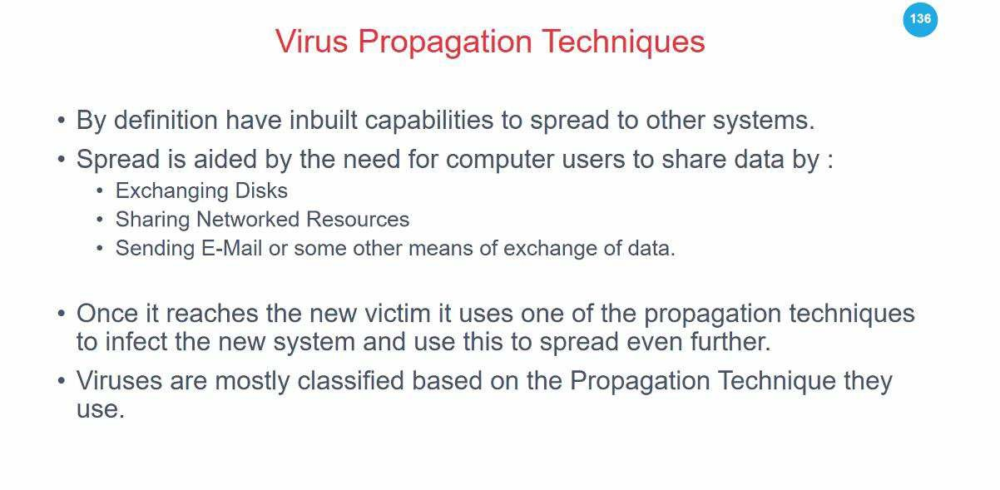 136
Virus Propagation Techniques
• By definition have inbuilt capabilities to spread to other systems.
• Spread is aided by the need for computer users to share data by :
• Exchanging Disks
• Sharing Networked Resources
• Sending E-Mail or some other means of exchange of data.
• Once it reaches the new victim it uses one of the propagation techniques
to infect the new system and use this to spread even further.
• Viruses are mostly classified based on the Propagation Technique they
use.